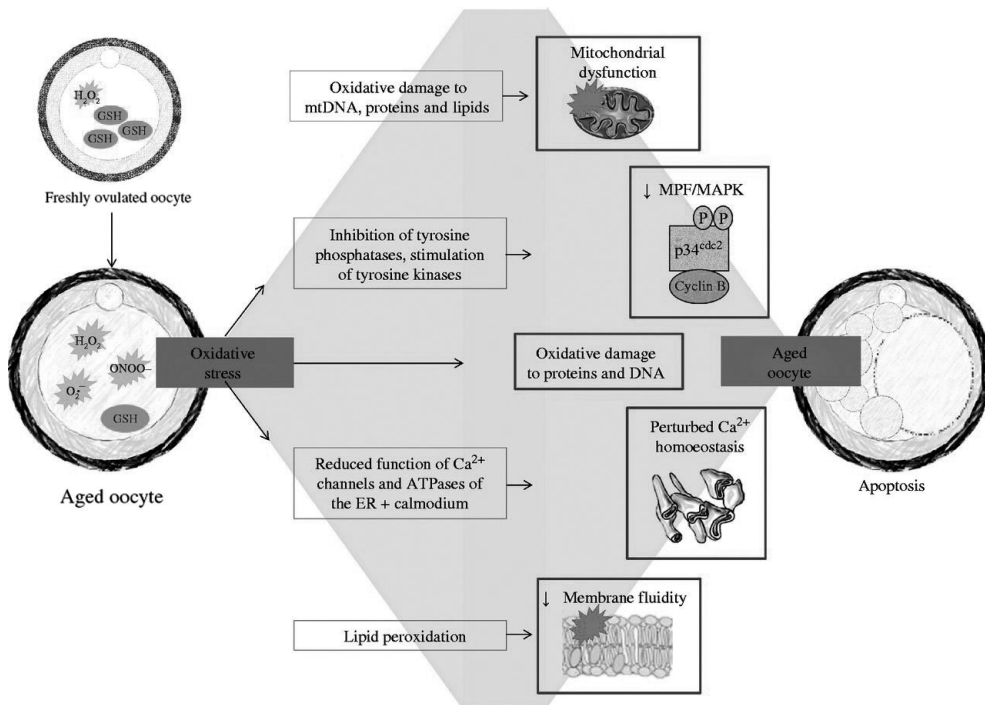 H₂O₂
GSH
GSH
GSH
Freshly ovulated oocyte
H₂O₂
ONOO–
O₂·⁻
GSH
Aged oocyte
Oxidative
stress
Oxidative damage to
mtDNA, proteins and lipids
Inhibition of tyrosine
phosphatases, stimulation
of tyrosine kinases
Reduced function of Ca²⁺
channels and ATPases of
the ER + calmodium
Lipid peroxidation
Mitochondrial
dysfunction
↓ MPF/MAPK
P P
p34ᶜᵈᶜ²
Cyclin B
Oxidative damage
to proteins and DNA
Perturbed Ca²⁺
homoeostasis
↓ Membrane fluidity
Aged
oocyte
Apoptosis